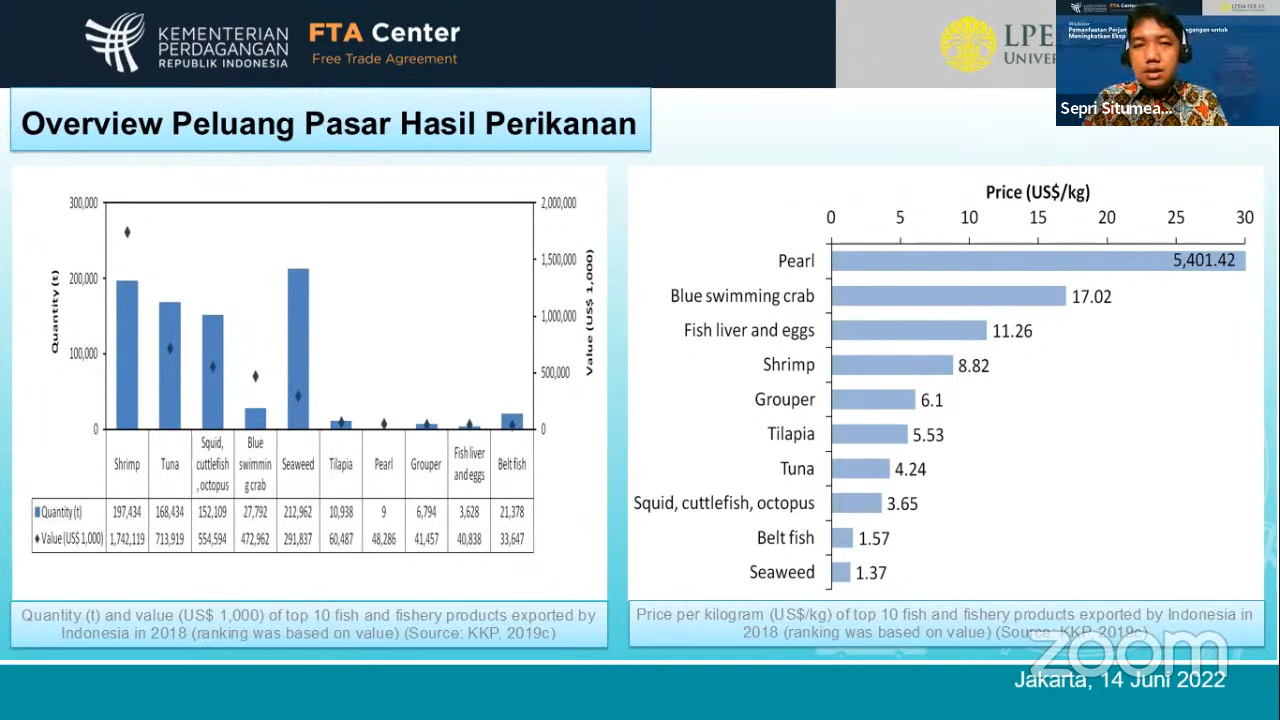 KEMENTERIAN
PERDAGANGAN
REPUBLIK INDONESIA
FTA Center
Free Trade Agreement
Sepri Situmea...
Overview Peluang Pasar Hasil Perikanan
300,000
200,000
100,000
0
Quantity (t)
2,000,000
1,500,000
1,000,000
500,000
0
Value (US$ 1,000)
Shrimp Tuna Squid, cuttlefish, octopus Blue swimming crab Seaweed Tilapia Pearl Grouper Fish liver and eggs Belt fish
Quantity (t) 197,434 168,434 152,109 27,792 212,962 10,938 9 6,794 3,628 21,378
Value (US$ 1,000) 1,742,119 713,919 554,594 472,962 291,837 60,487 48,286 41,457 40,838 33,647
Quantity (t) and value (US$ 1,000) of top 10 fish and fishery products exported by
Indonesia in 2018 (ranking was based on value) (Source: KKP, 2019c)
Price (US$/kg)
0 5 10 15 20 25 30
Pearl 5,401.42
Blue swimming crab 17.02
Fish liver and eggs 11.26
Shrimp 8.82
Grouper 6.1
Tilapia 5.53
Tuna 4.24
Squid, cuttlefish, octopus 3.65
Belt fish 1.57
Seaweed 1.37
Price per kilogram (US$/kg) of top 10 fish and fishery products exported by Indonesia in
2018 (ranking was based on value) (Source: KKP, 2019c)
zoom
Jakarta, 14 Juni 2022